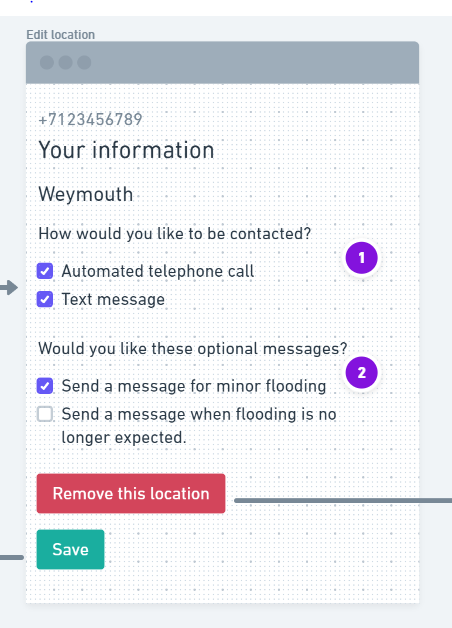 Edit location
+7123456789
Your information
Weymouth
How would you like to be contacted?
1
Automated telephone call
Text message
Would you like these optional messages?
2
Send a message for minor flooding
Send a message when flooding is no
longer expected.
Remove this location
Save